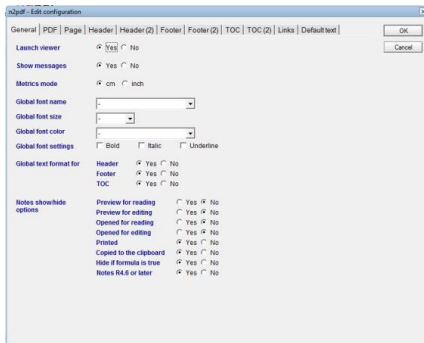 n2pdf - Edit configuration
General PDF Page Header Header (2) Footer Footer (2) TOC TOC (2) Links Default text
OK
Launch viewer Yes No
Cancel
Show messages Yes No
Metrics mode cm inch
Global font name -
Global font size -
Global font color -
Global font settings Bold Italic Underline
Global text format for Header Yes No
Footer Yes No
TOC Yes No
Notes show/hide options Preview for reading Yes No
Preview for editing Yes No
Opened for reading Yes No
Opened for editing Yes No
Printed Yes No
Copied to the clipboard Yes No
Hide if formula is true Yes No
Notes R4.6 or later Yes No